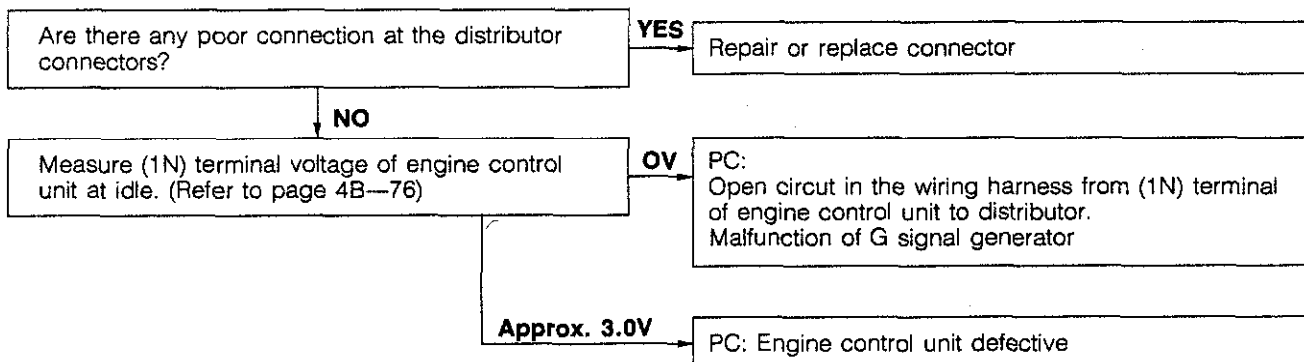 Are there any poor connection at the distributor
connectors?
YES
Repair or replace connector
NO
Measure (1N) terminal voltage of engine control
unit at idle. (Refer to page 4B—76)
OV
PC:
Open circut in the wiring harness from (1N) terminal
of engine control unit to distributor.
Malfunction of G signal generator
Approx. 3.0V
PC: Engine control unit defective